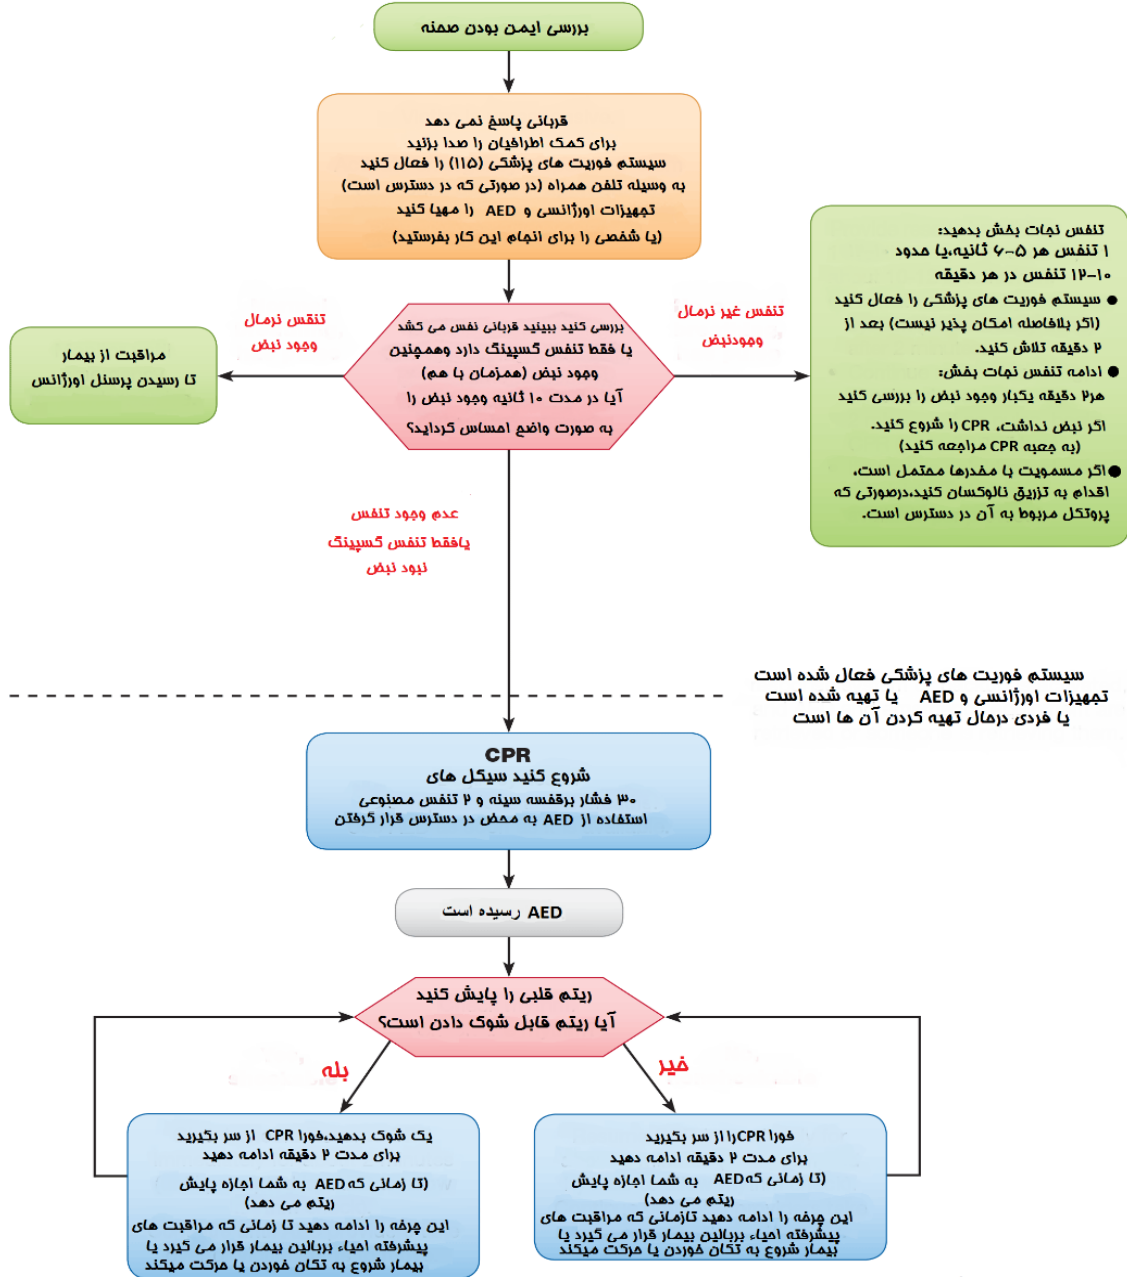 بررسی ایمن بودن صحنه
قربانی پاسخ نمی دهد
برای کمک اطرافیان را صدا بزنید
سیستم فوریت های پزشکی (۱۱۵) را فعال کنید
به وسیله تلفن همراه (در صورتی که در دسترس است)
تجهیزات اورژانسی و AED را مهیا کنید
(یا شخصی را برای انجام این کار بفرستید)
بررسی کنید ببینید قربانی نفس می کشد
یا فقط تنفس گسپینگ دارد وهمچنین
وجود نبض (همزمان با هم)
آیا در مدت ۱۰ ثانیه وجود نبض را
به صورت واضح احساس کرداید؟
تنفس نرمال
وجود نبض
مراقبت از بیمار
تا رسیدن پرسنل اورژانس
تنفس غیر نرمال
وجودنبض
تنفس نجات بخش بدهید:
۱ تنفس هر ۵-۶ ثانیه،یا حدود
۱۰-۱۲ تنفس در هر دقیقه
● سیستم فوریت های پزشکی را فعال کنید
(اگر بلافاصله امکان پذیر نیست) بعد از
۲ دقیقه تلاش کنید.
● ادامه تنفس نجات بخش:
هر۲ دقیقه یکبار وجود نبض را بررسی کنید
اگر نبض نداشت، CPR را شروع کنید.
(به جعبه CPR مراجعه کنید)
● اگر مسمویت با مخدرها محتمل است،
اقدام به تزریق نالوکسان کنید،درصورتی که
پروتکل مربوط به آن در دسترس است.
عدم وجود تنفس
یافقط تنفس گسپینگ
نبود نبض
سیستم فوریت های پزشکی فعال شده است
تجهیزات اورژانسی و AED یا تهیه شده است
یا فردی درحال تهیه کردن آن ها است
CPR
شروع کنید سیکل های
۳۰ فشار برقفسه سینه و ۲ تنفس مصنوعی
استفاده از AED به محض در دسترس قرار گرفتن
AED رسیده است
ریتم قلبی را پایش کنید
آیا ریتم قابل شوک دادن است؟
بله
خیر
یک شوک بدهید،فورا CPR از سر بگیرید
برای مدت ۲ دقیقه ادامه دهید
(تا زمانی که AED به شما اجازه پایش
ریتم می دهد)
این چرخه را ادامه دهید تا زمانی که مراقبت های
پیشرفته احیاء بربالین بیمار قرار می گیرد یا
بیمار شروع به تکان خوردن یا حرکت میکند
فورا CPR را از سر بگیرید
برای مدت ۲ دقیقه ادامه دهید
(تا زمانی که AED به شما اجازه پایش
ریتم می دهد)
این چرخه را ادامه دهید تازمانی که مراقبت های
پیشرفته احیاء بربالین بیمار قرار می گیرد یا
بیمار شروع به تکان خوردن یا حرکت میکند